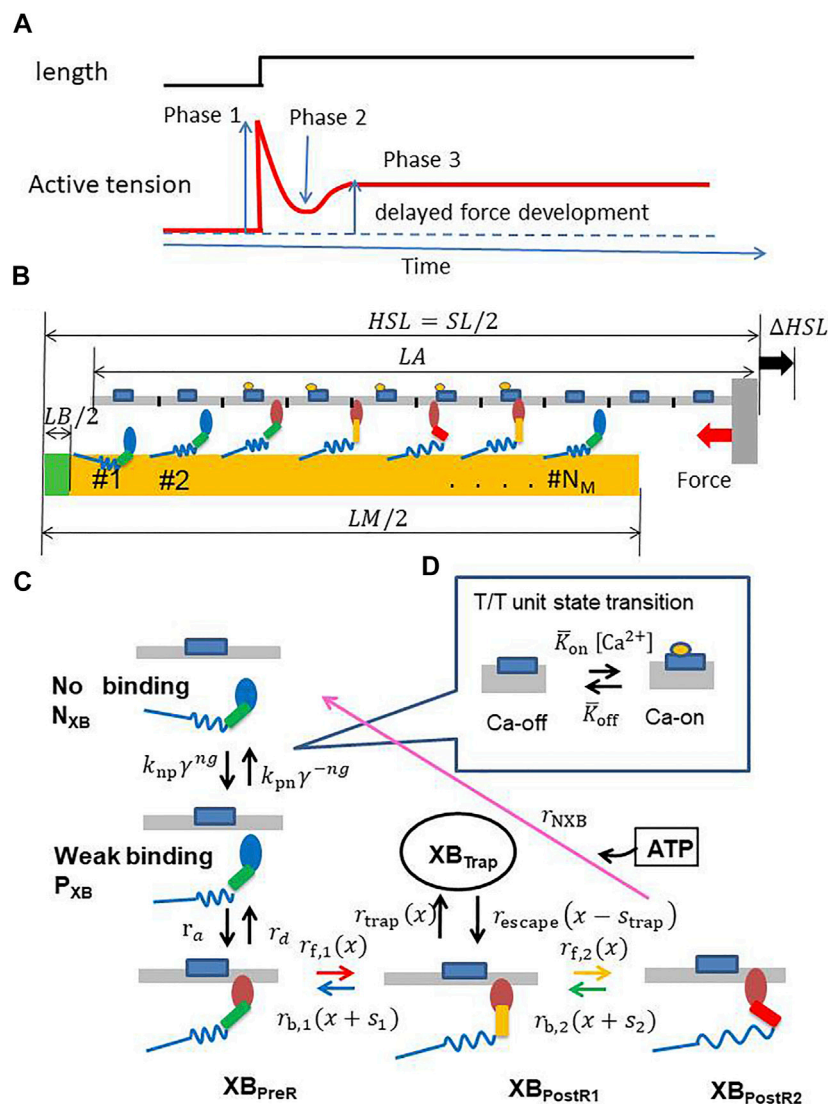 A
length
Phase 1
Phase 2
Phase 3
Active tension
delayed force development
Time
B
HSL = SL/2
ΔHSL
LA
LB/2
#1
#2
. . . .
#N_M
Force
LM/2
C
D
T/T unit state transition
K̅_on [Ca²⁺]
K̅_off
Ca-off
Ca-on
No binding
N_XB
k_np γ^ng
k_pn γ^−ng
r_NXB
ATP
Weak binding
P_XB
XB_Trap
r_a
r_d
r_trap(x)
r_escape(x − s_trap)
r_f,1(x)
r_f,2(x)
r_b,1(x + s_1)
r_b,2(x + s_2)
XB_PreR
XB_PostR1
XB_PostR2